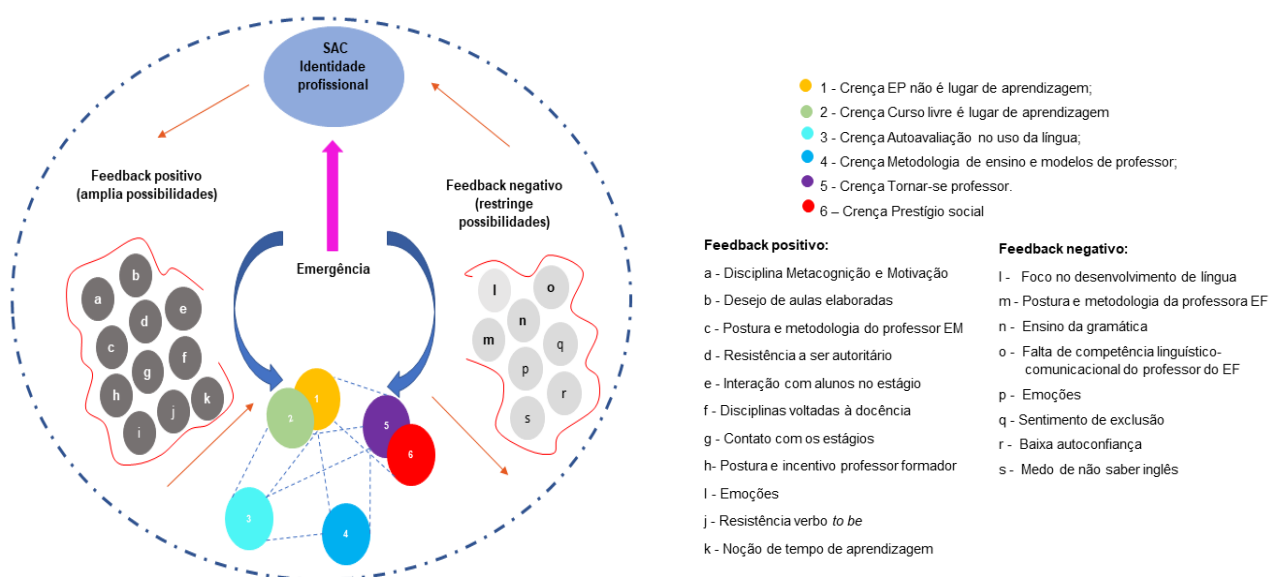 SAC
Identidade
profissional
Feedback positivo
(amplia possibilidades)
Feedback negativo
(restringe
possibilidades)
Emergência
a
b
c
d
e
f
g
h
i
j
k
l
o
n
m
q
p
r
s
1
2
5
6
3
4
1 - Crença EP não é lugar de aprendizagem;
2 - Crença Curso livre é lugar de aprendizagem
3 - Crença Autoavaliação no uso da língua;
4 - Crença Metodologia de ensino e modelos de professor;
5 - Crença Tornar-se professor.
6 – Crença Prestígio social
Feedback positivo:
a - Disciplina Metacognição e Motivação
b - Desejo de aulas elaboradas
c - Postura e metodologia do professor EM
d - Resistência a ser autoritário
e - Interação com alunos no estágio
f - Disciplinas voltadas à docência
g - Contato com os estágios
h- Postura e incentivo professor formador
I - Emoções
j - Resistência verbo to be
k - Noção de tempo de aprendizagem
Feedback negativo:
l - Foco no desenvolvimento de língua
m - Postura e metodologia da professora EF
n - Ensino da gramática
o - Falta de competência linguístico-
comunicacional do professor do EF
p - Emoções
q - Sentimento de exclusão
r - Baixa autoconfiança
s - Medo de não saber inglês